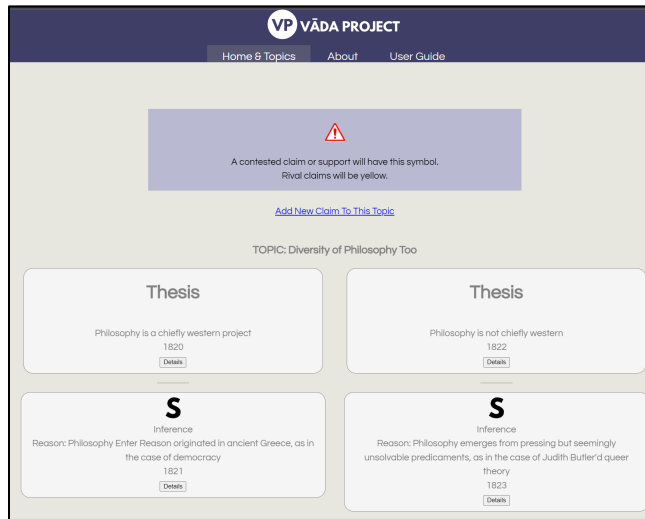 VP VĀDA PROJECT
Home & Topics About User Guide
A contested claim or support will have this symbol.
Rival claims will be yellow.
Add New Claim To This Topic
TOPIC: Diversity of Philosophy Too
Thesis
Philosophy is a chiefly western project
1820
Details
S
Inference
Reason: Philosophy Enter Reason originated in ancient Greece, as in
the case of democracy
1821
Details
Thesis
Philosophy is not chiefly western
1822
Details
S
Inference
Reason: Philosophy emerges from pressing but seemingly
unsolvable predicaments, as in the case of Judith Butler'd queer
theory
1823
Details